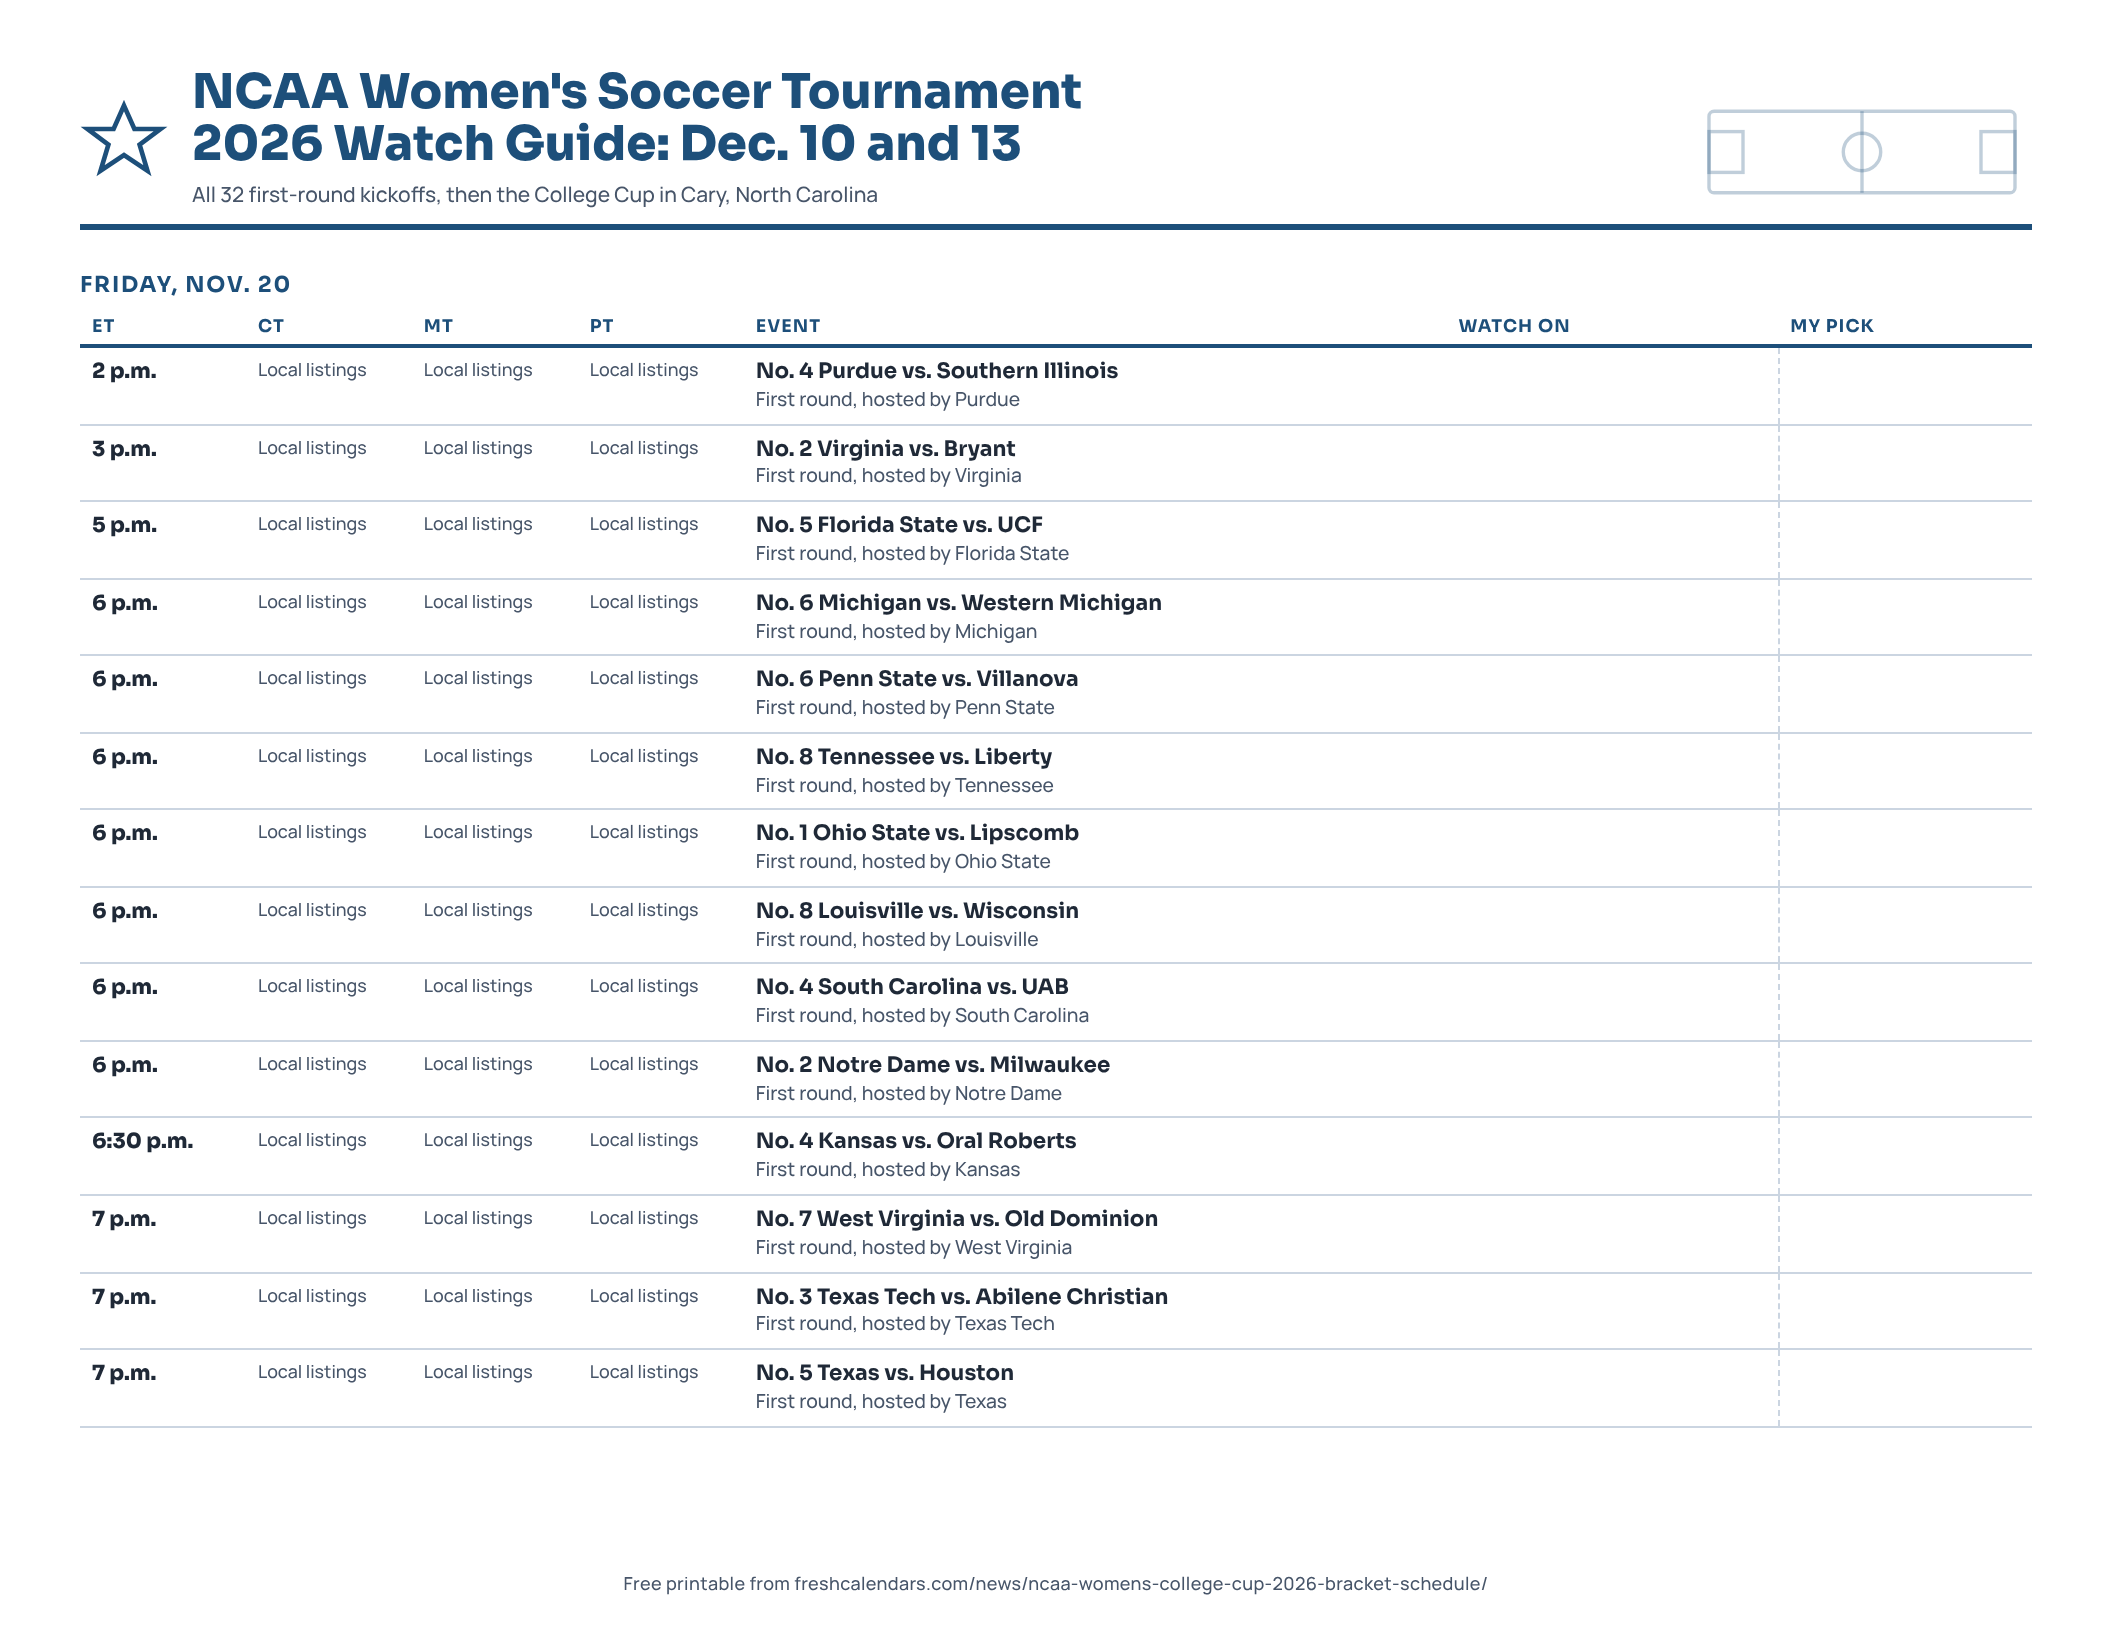 NCAA Women's Soccer Tournament
2026 Watch Guide: Dec. 10 and 13
All 32 first-round kickoffs, then the College Cup in Cary, North Carolina
FRIDAY, NOV. 20
ET CT MT PT EVENT WATCH ON MY PICK
2 p.m. Local listings Local listings Local listings No. 4 Purdue vs. Southern Illinois
First round, hosted by Purdue
3 p.m. Local listings Local listings Local listings No. 2 Virginia vs. Bryant
First round, hosted by Virginia
5 p.m. Local listings Local listings Local listings No. 5 Florida State vs. UCF
First round, hosted by Florida State
6 p.m. Local listings Local listings Local listings No. 6 Michigan vs. Western Michigan
First round, hosted by Michigan
6 p.m. Local listings Local listings Local listings No. 6 Penn State vs. Villanova
First round, hosted by Penn State
6 p.m. Local listings Local listings Local listings No. 8 Tennessee vs. Liberty
First round, hosted by Tennessee
6 p.m. Local listings Local listings Local listings No. 1 Ohio State vs. Lipscomb
First round, hosted by Ohio State
6 p.m. Local listings Local listings Local listings No. 8 Louisville vs. Wisconsin
First round, hosted by Louisville
6 p.m. Local listings Local listings Local listings No. 4 South Carolina vs. UAB
First round, hosted by South Carolina
6 p.m. Local listings Local listings Local listings No. 2 Notre Dame vs. Milwaukee
First round, hosted by Notre Dame
6:30 p.m. Local listings Local listings Local listings No. 4 Kansas vs. Oral Roberts
First round, hosted by Kansas
7 p.m. Local listings Local listings Local listings No. 7 West Virginia vs. Old Dominion
First round, hosted by West Virginia
7 p.m. Local listings Local listings Local listings No. 3 Texas Tech vs. Abilene Christian
First round, hosted by Texas Tech
7 p.m. Local listings Local listings Local listings No. 5 Texas vs. Houston
First round, hosted by Texas
Free printable from freshcalendars.com/news/ncaa-womens-college-cup-2026-bracket-schedule/